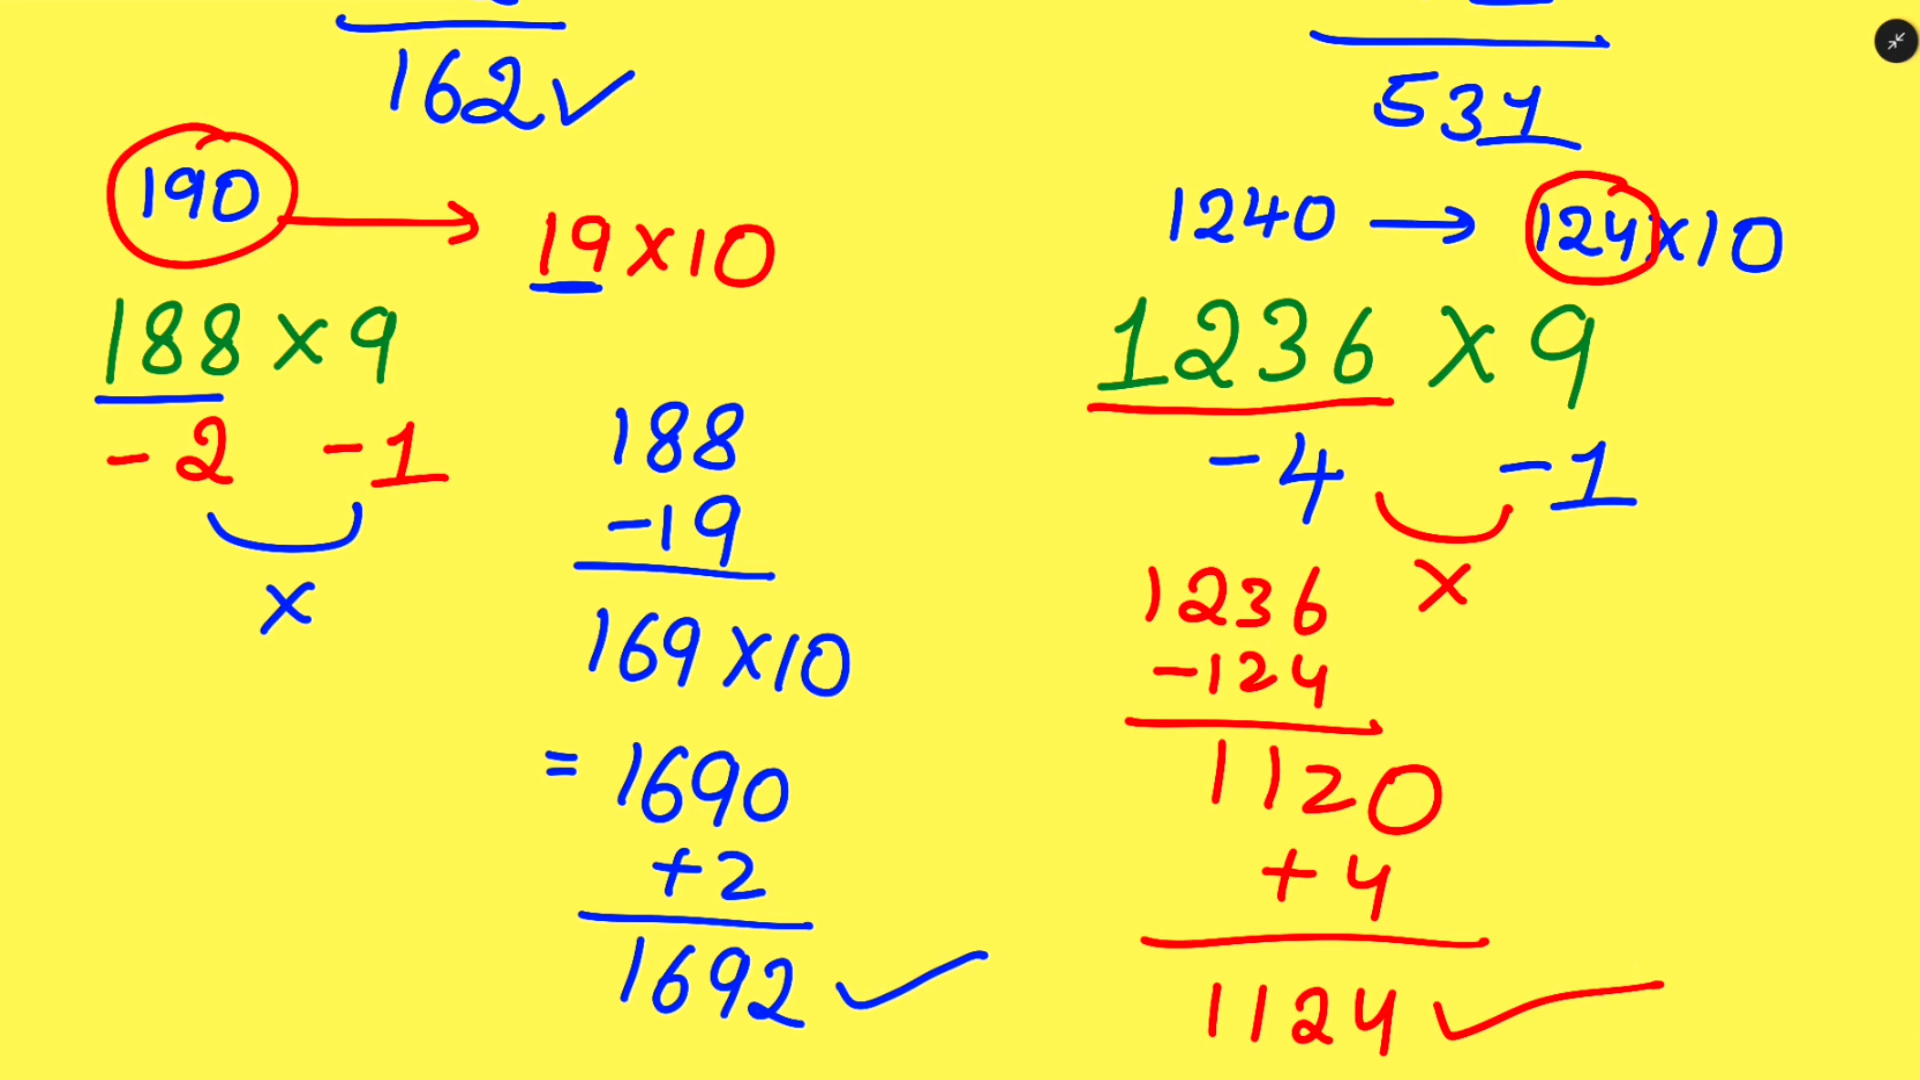 162✓
190 → 19 x 10
188 x 9
-2 -1
x
188
-19
169 x 10
= 1690
+2
1692 ✓
534
1240 → 124 x 10
1236 x 9
-4 -1
x
1236
-124
1120
+4
1124 ✓